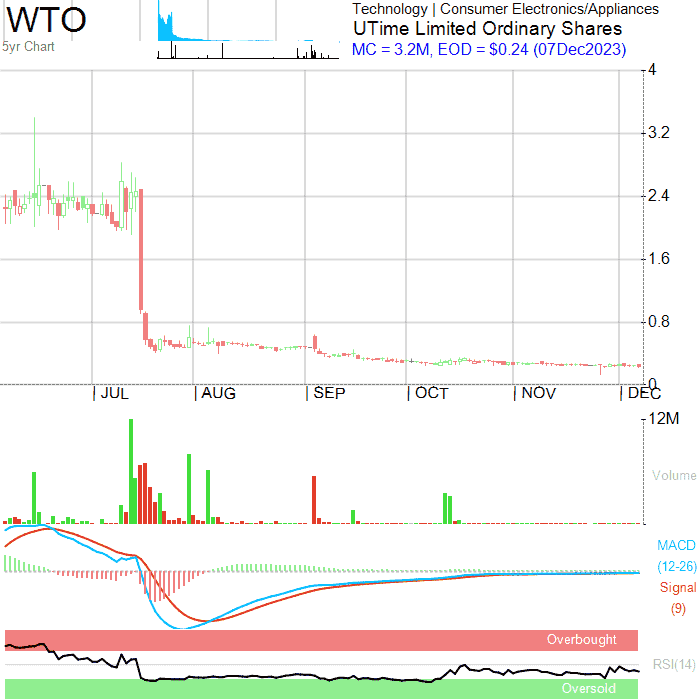 WTO
5yr Chart
Technology | Consumer Electronics/Appliances
UTime Limited Ordinary Shares
MC = 3.2M, EOD = $0.24 (07Dec2023)
4
3.2
2.4
1.6
0.8
0
| JUL | AUG | SEP | OCT | NOV | DEC
12M
Volume
MACD
(12-26)
Signal
(9)
Overbought
RSI(14)
Oversold